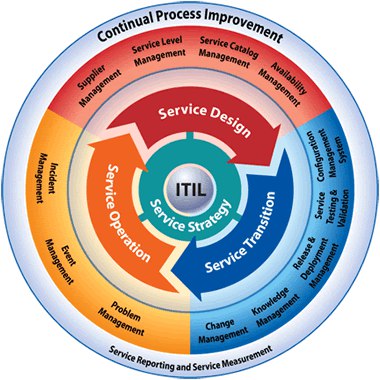 Continual Process Improvement
Supplier
Management
Service Level
Management
Service Catalog
Management
Availability
Management
System
Configuration
Management
Service
Testing &
Validation
Release &
Deployment
Management
Knowledge
Management
Change
Management
Problem
Management
Event
Management
Incident
Management
Service Design
Service Transition
Service Operation
ITIL
Service Strategy
Service Reporting and Service Measurement